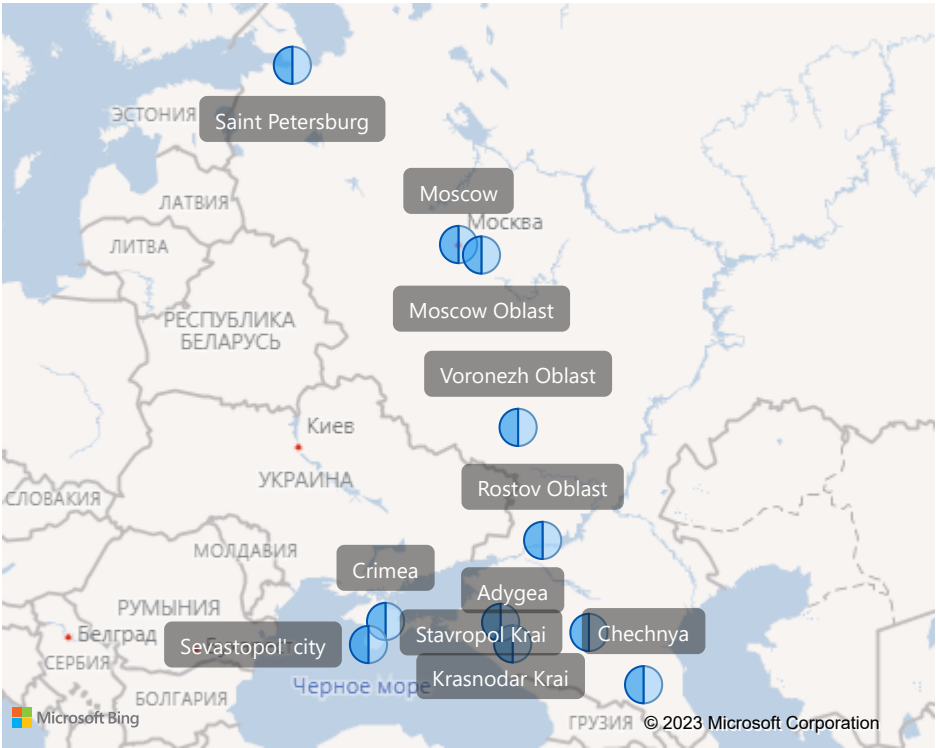 Saint Petersburg
ЭСТОНИЯ
Moscow
ЛАТВИЯ
Москва
ЛИТВА
Moscow Oblast
РЕСПУБЛИКА
БЕЛАРУСЬ
Voronezh Oblast
Киев
УКРАИНА
Rostov Oblast
СЛОВАКИЯ
МОЛДАВИЯ
Crimea
Adygea
РУМЫНИЯ
Белград
Sevastopol' city
Stavropol Krai
Chechnya
СЕРБИЯ
Krasnodar Krai
Черное море
БОЛГАРИЯ
Microsoft Bing
ГРУЗИЯ
© 2023 Microsoft Corporation